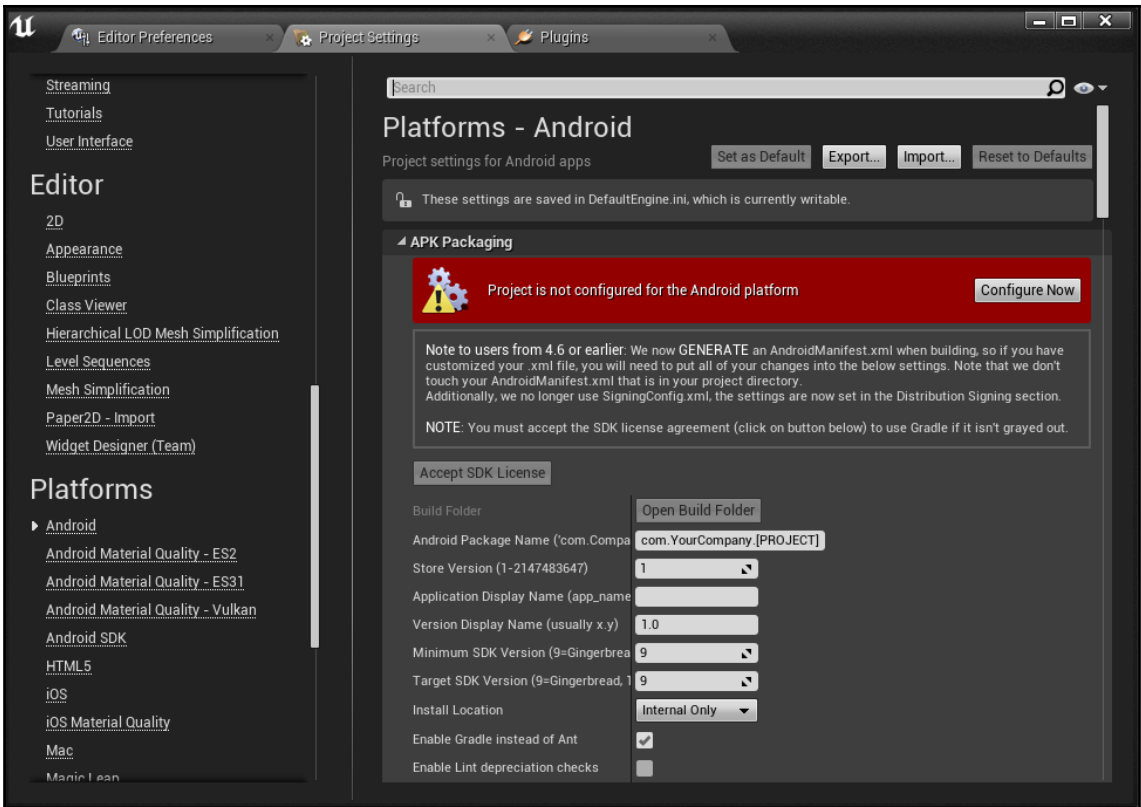 Editor Preferences
Project Settings
Plugins
Streaming
Tutorials
User Interface
Editor
2D
Appearance
Blueprints
Class Viewer
Hierarchical LOD Mesh Simplification
Level Sequences
Mesh Simplification
Paper2D - Import
Widget Designer (Team)
Platforms
Android
Android Material Quality - ES2
Android Material Quality - ES31
Android Material Quality - Vulkan
Android SDK
HTML5
iOS
iOS Material Quality
Mac
Magic Leap
Search
Platforms - Android
Project settings for Android apps
Set as Default
Export...
Import...
Reset to Defaults
These settings are saved in DefaultEngine.ini, which is currently writable.
APK Packaging
Project is not configured for the Android platform
Configure Now
Note to users from 4.6 or earlier: We now GENERATE an AndroidManifest.xml when building, so if you have
customized your .xml file, you will need to put all of your changes into the below settings. Note that we don't
touch your AndroidManifest.xml that is in your project directory.
Additionally, we no longer use SigningConfig.xml, the settings are now set in the Distribution Signing section.
NOTE: You must accept the SDK license agreement (click on button below) to use Gradle if it isn't grayed out.
Accept SDK License
Build Folder
Open Build Folder
Android Package Name ('com.Compa
com.YourCompany.[PROJECT]
Store Version (1-2147483647)
1
Application Display Name (app_name
Version Display Name (usually x.y)
1.0
Minimum SDK Version (9=Gingerbrea
9
Target SDK Version (9=Gingerbread, 1
9
Install Location
Internal Only
Enable Gradle instead of Ant
Enable Lint depreciation checks